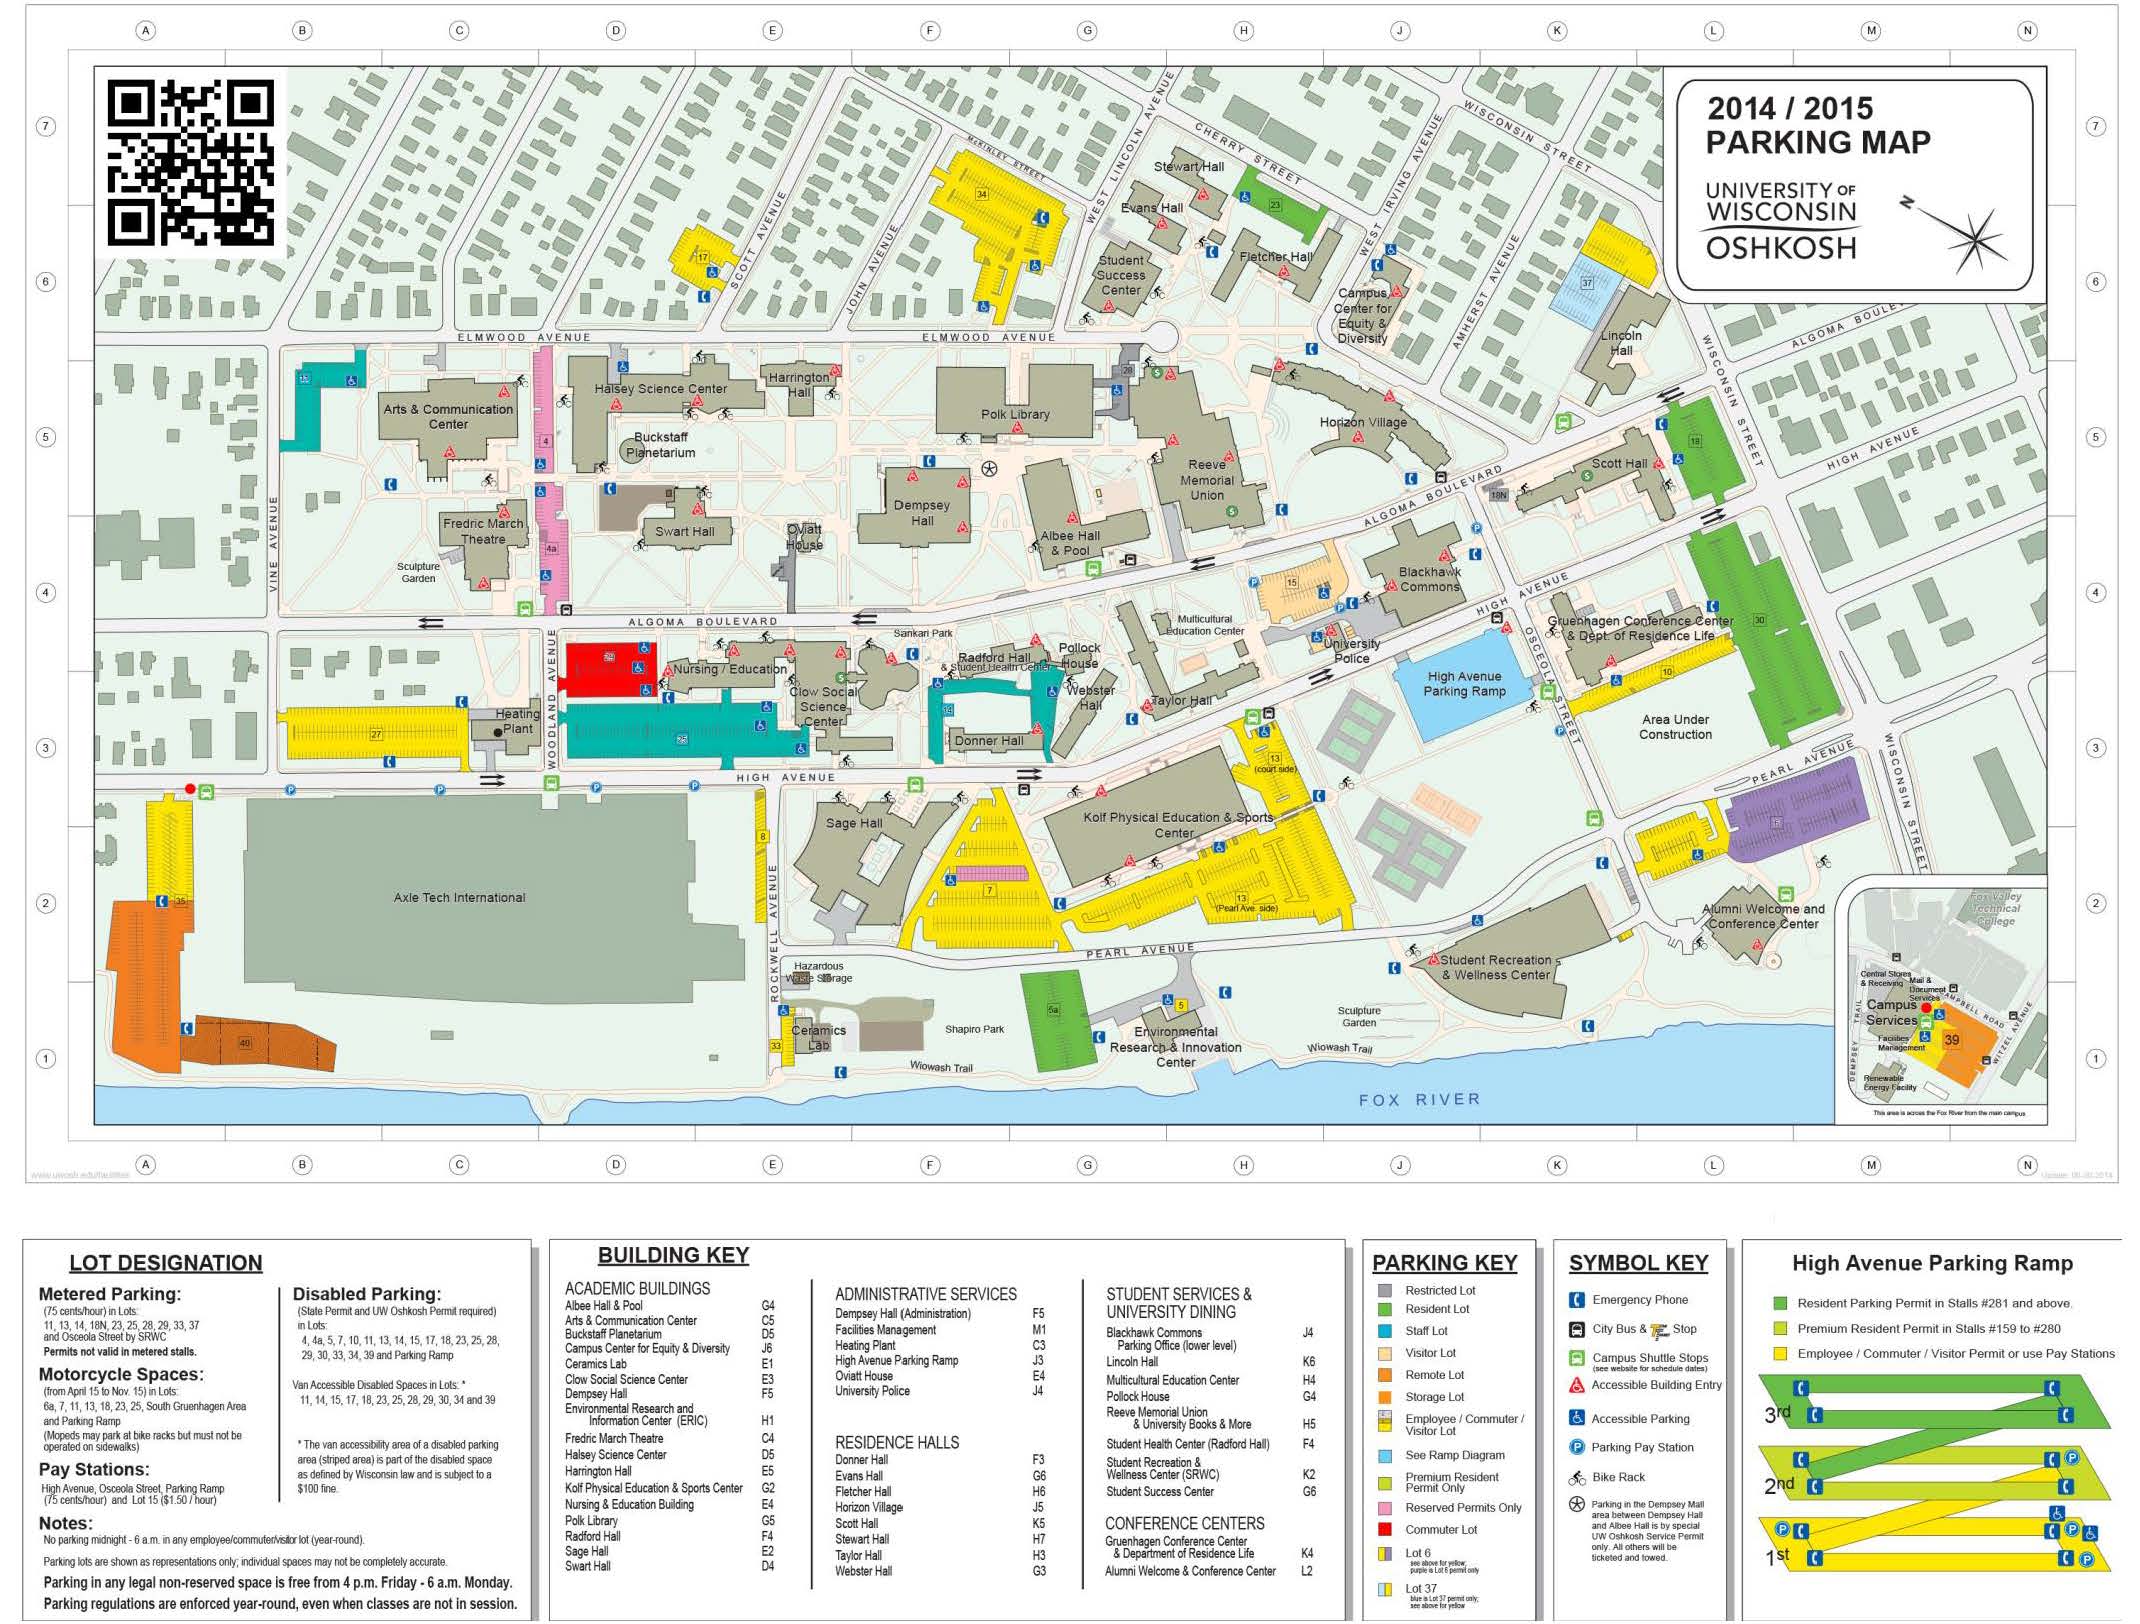 A B C D E F G H J K L M N
7
6
5
4
3
2
1
2014 / 2015
PARKING MAP
UNIVERSITY OF
WISCONSIN
OSHKOSH
N
McKINLEY STREET
WEST LINCOLN AVENUE
CHERRY STREET
WEST IRVING AVENUE
WISCONSIN STREET
SCOTT AVENUE
JOHN AVENUE
AMHERST AVENUE
Stewart Hall
Evans Hall
Student
Success
Center
Fletcher Hall
Campus
Center for
Equity &
Diversity
Lincoln
Hall
34
23
17
37
ELMWOOD AVENUE
ELMWOOD AVENUE
WISCONSIN STREET
ALGOMA BOULEVARD
HIGH AVENUE
VINE AVENUE
11
Arts & Communication
Center
4
Halsey Science Center
Buckstaff
Planetarium
Harrington
Hall
Polk Library
28
Reeve
Memorial
Union
Horizon Village
Scott Hall
18
18N
Fredric March
Theatre
Sculpture
Garden
4a
Swart Hall
Oviatt
House
Dempsey
Hall
Albee Hall
& Pool
ALGOMA BOULEVARD
15
Blackhawk
Commons
HIGH AVENUE
Gruenhagen Conference Center
& Dept. of Residence Life
30
10
ALGOMA BOULEVARD
WOODLAND AVENUE
Nursing / Education
Clow Social
Science
Center
Sankari Park
Radford Hall
& Student Health Center
Pollock
House
Webster
Hall
Multicultural
Education Center
Taylor Hall
University
Police
High Avenue
Parking Ramp
OSCEOLA STREET
Area Under
Construction
27
Heating
Plant
25
14
Donner Hall
HIGH AVENUE
PEARL AVENUE
WISCONSIN STREET
13
(court side)
Kolf Physical Education & Sports
Center
8
Sage Hall
7
13
(Pearl Ave. side)
35
Axle Tech International
ROCKWELL AVENUE
PEARL AVENUE
Student Recreation
& Wellness Center
Alumni Welcome and
Conference Center
Hazardous
Waste Storage
5a
5
40
33
Ceramics
Lab
Shapiro Park
Wiowash Trail
Environmental
Research & Innovation
Center
Sculpture
Garden
Wiowash Trail
FOX RIVER
Fox Valley
Technical
College
Central Stores
& Receiving
Mail &
Document
Services
Campus
Services
CAMPBELL ROAD
DEMPSEY TRAIL
WITZEL AVENUE
Facilities
Management
39
Renewable
Energy Facility
This area is across the Fox River from the main campus
A B C D E F G H J K L M N
www.uwosh.edu/facilities
LOT DESIGNATION
Metered Parking:
(75 cents/hour) in Lots:
11, 13, 14, 18N, 23, 25, 28, 29, 33, 37
and Osceola Street by SRWC
Permits not valid in metered stalls.
Motorcycle Spaces:
(from April 15 to Nov. 15) in Lots:
6a, 7, 11, 13, 18, 23, 25, South Gruenhagen Area
and Parking Ramp
(Mopeds may park at bike racks but must not be
operated on sidewalks)
Pay Stations:
High Avenue, Osceola Street, Parking Ramp
(75 cents/hour) and Lot 15 ($1.50 / hour)
Notes:
No parking midnight - 6 a.m. in any employee/commuter/visitor lot (year-round).
Parking lots are shown as representations only; individual spaces may not be completely accurate.
Parking in any legal non-reserved space is free from 4 p.m. Friday - 6 a.m. Monday.
Parking regulations are enforced year-round, even when classes are not in session.
Disabled Parking:
(State Permit and UW Oshkosh Permit required)
in Lots:
4, 4a, 5, 7, 10, 11, 13, 14, 15, 17, 18, 23, 25, 28,
29, 30, 33, 34, 39 and Parking Ramp
Van Accessible Disabled Spaces in Lots: *
11, 14, 15, 17, 18, 23, 25, 28, 29, 30, 34 and 39
* The van accessibility area of a disabled parking
area (striped area) is part of the disabled space
as defined by Wisconsin law and is subject to a
$100 fine.
BUILDING KEY
ACADEMIC BUILDINGS
Albee Hall & Pool G4
Arts & Communication Center C5
Buckstaff Planetarium D5
Campus Center for Equity & Diversity J6
Ceramics Lab E1
Clow Social Science Center E3
Dempsey Hall F5
Environmental Research and
Information Center (ERIC) H1
Fredric March Theatre C4
Halsey Science Center D5
Harrington Hall E5
Kolf Physical Education & Sports Center G2
Nursing & Education Building E4
Polk Library G5
Radford Hall F4
Sage Hall E2
Swart Hall D4
ADMINISTRATIVE SERVICES
Dempsey Hall (Administration) F5
Facilities Management M1
Heating Plant C3
High Avenue Parking Ramp J3
Oviatt House E4
University Police J4
RESIDENCE HALLS
Donner Hall F3
Evans Hall G6
Fletcher Hall H6
Horizon Village J5
Scott Hall K5
Stewart Hall H7
Taylor Hall H3
Webster Hall G3
STUDENT SERVICES &
UNIVERSITY DINING
Blackhawk Commons J4
Parking Office (lower level)
Lincoln Hall K6
Multicultural Education Center H4
Pollock House G4
Reeve Memorial Union
& University Books & More H5
Student Health Center (Radford Hall) F4
Student Recreation &
Wellness Center (SRWC) K2
Student Success Center G6
CONFERENCE CENTERS
Gruenhagen Conference Center
& Department of Residence Life K4
Alumni Welcome & Conference Center L2
PARKING KEY
Restricted Lot
Resident Lot
Staff Lot
Visitor Lot
Remote Lot
Storage Lot
Employee / Commuter /
Visitor Lot
See Ramp Diagram
Premium Resident
Permit Only
Reserved Permits Only
Commuter Lot
Lot 6
see above for yellow;
purple is Lot 6 permit only
Lot 37
blue is Lot 37 permit only;
see above for yellow
SYMBOL KEY
Emergency Phone
City Bus & Stop
Campus Shuttle Stops
(see website for schedule dates)
Accessible Building Entry
Accessible Parking
Parking Pay Station
Bike Rack
Parking in the Dempsey Mall
area between Dempsey Hall
and Albee Hall is by special
UW Oshkosh Service Permit
only. All others will be
ticketed and towed.
High Avenue Parking Ramp
Resident Parking Permit in Stalls #281 and above.
Premium Resident Permit in Stalls #159 to #280
Employee / Commuter / Visitor Permit or use Pay Stations
3rd
2nd
1st